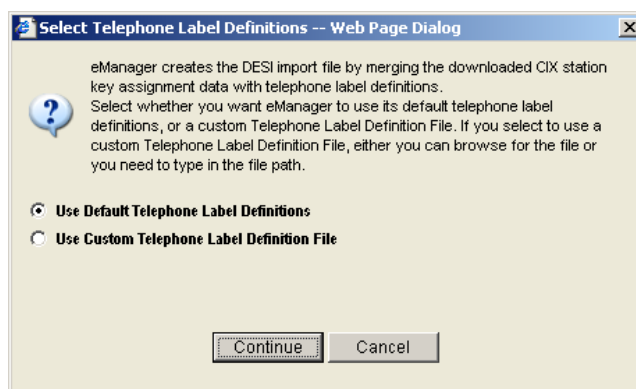 Select Telephone Label Definitions -- Web Page Dialog
eManager creates the DESI import file by merging the downloaded CIX station
key assignment data with telephone label definitions.
Select whether you want eManager to use its default telephone label
definitions, or a custom Telephone Label Definition File. If you select to use a
custom Telephone Label Definition File, either you can browse for the file or
you need to type in the file path.
Use Default Telephone Label Definitions
Use Custom Telephone Label Definition File
Continue
Cancel